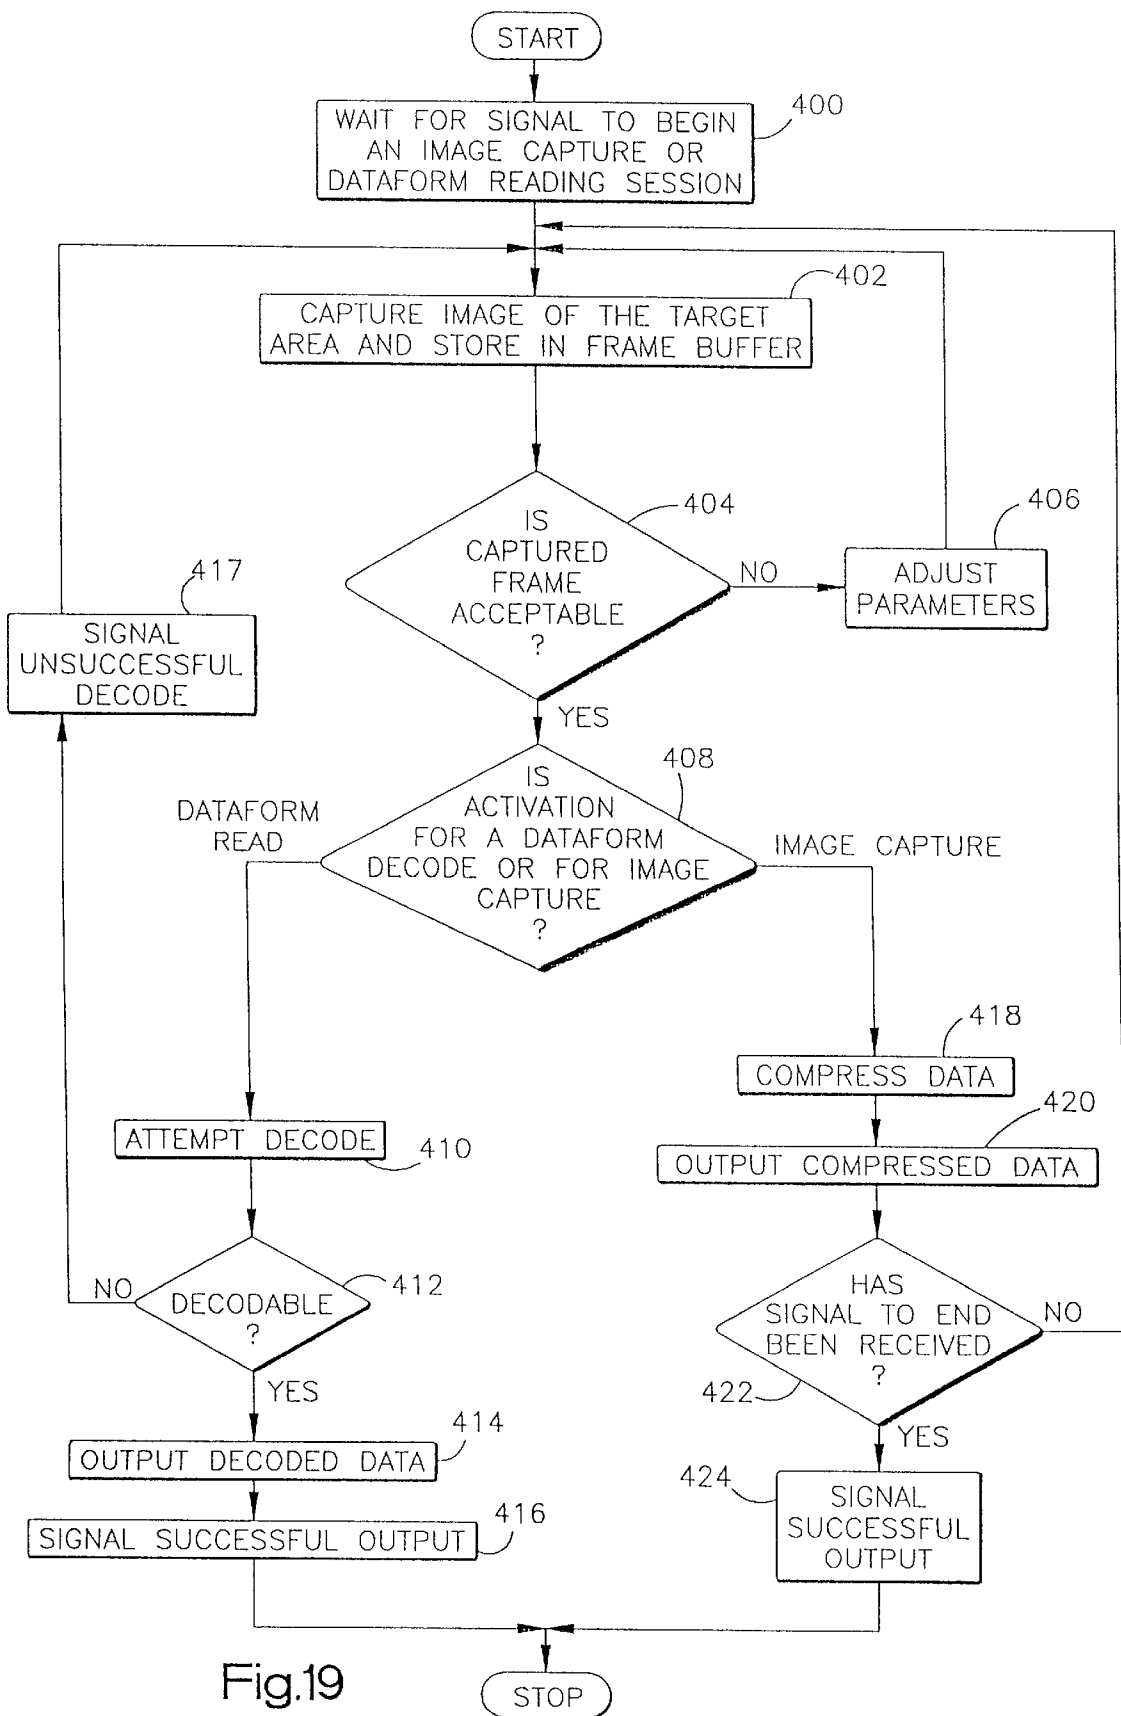 START
400
WAIT FOR SIGNAL TO BEGIN
AN IMAGE CAPTURE OR
DATAFORM READING SESSION
402
CAPTURE IMAGE OF THE TARGET
AREA AND STORE IN FRAME BUFFER
404
IS
CAPTURED
FRAME
ACCEPTABLE
?
NO
406
ADJUST
PARAMETERS
417
SIGNAL
UNSUCCESSFUL
DECODE
YES
408
IS
ACTIVATION
FOR A DATAFORM
DECODE OR FOR IMAGE
CAPTURE
?
DATAFORM
READ
IMAGE CAPTURE
418
COMPRESS DATA
420
OUTPUT COMPRESSED DATA
ATTEMPT DECODE
410
412
DECODABLE
?
NO
YES
HAS
SIGNAL TO END
BEEN RECEIVED
?
NO
422
YES
414
OUTPUT DECODED DATA
416
SIGNAL SUCCESSFUL OUTPUT
424
SIGNAL
SUCCESSFUL
OUTPUT
STOP
Fig.19